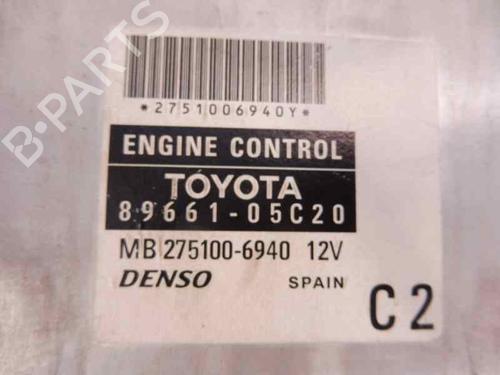 B-PARTS
*2751006940Y*
ENGINE CONTROL
TOYOTA
89661-05C20
MB 275100-6940 12V
DENSO SPAIN
C2